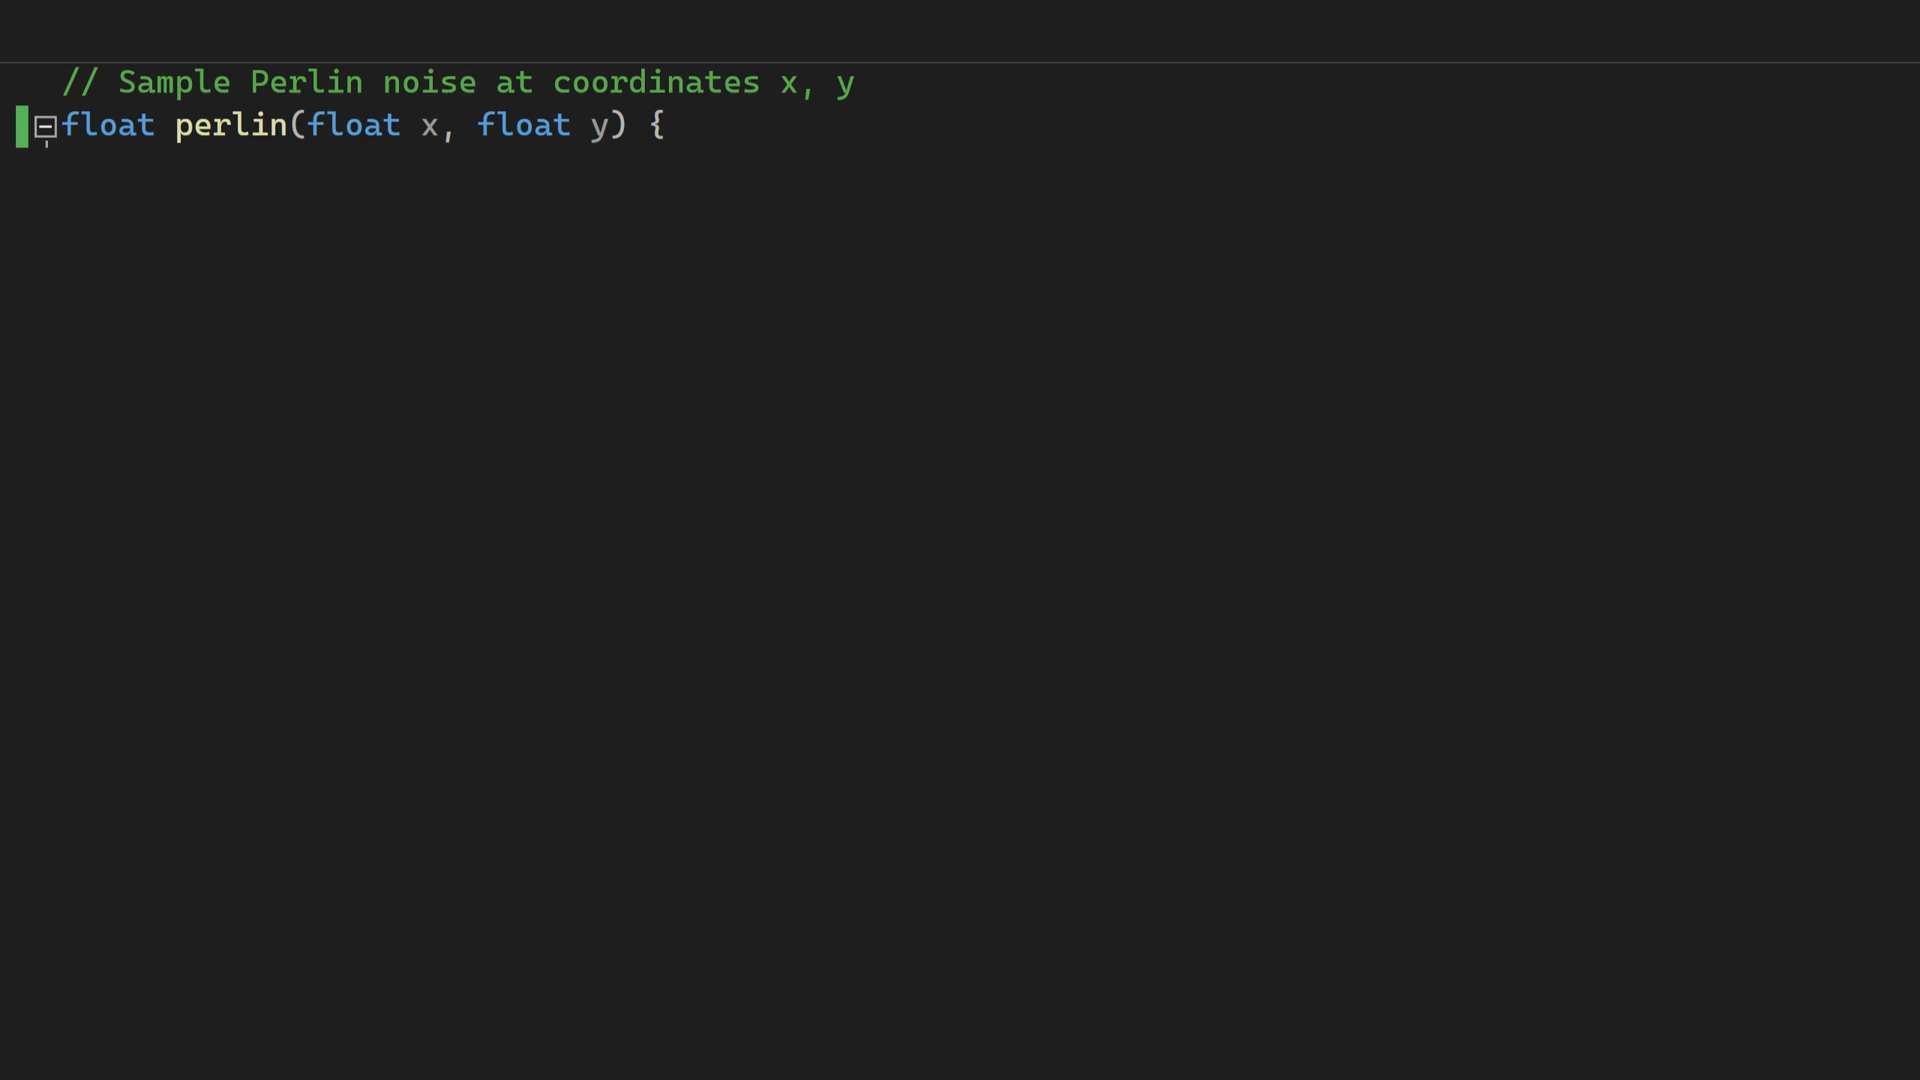 // Sample Perlin noise at coordinates x, y
float perlin(float x, float y) {